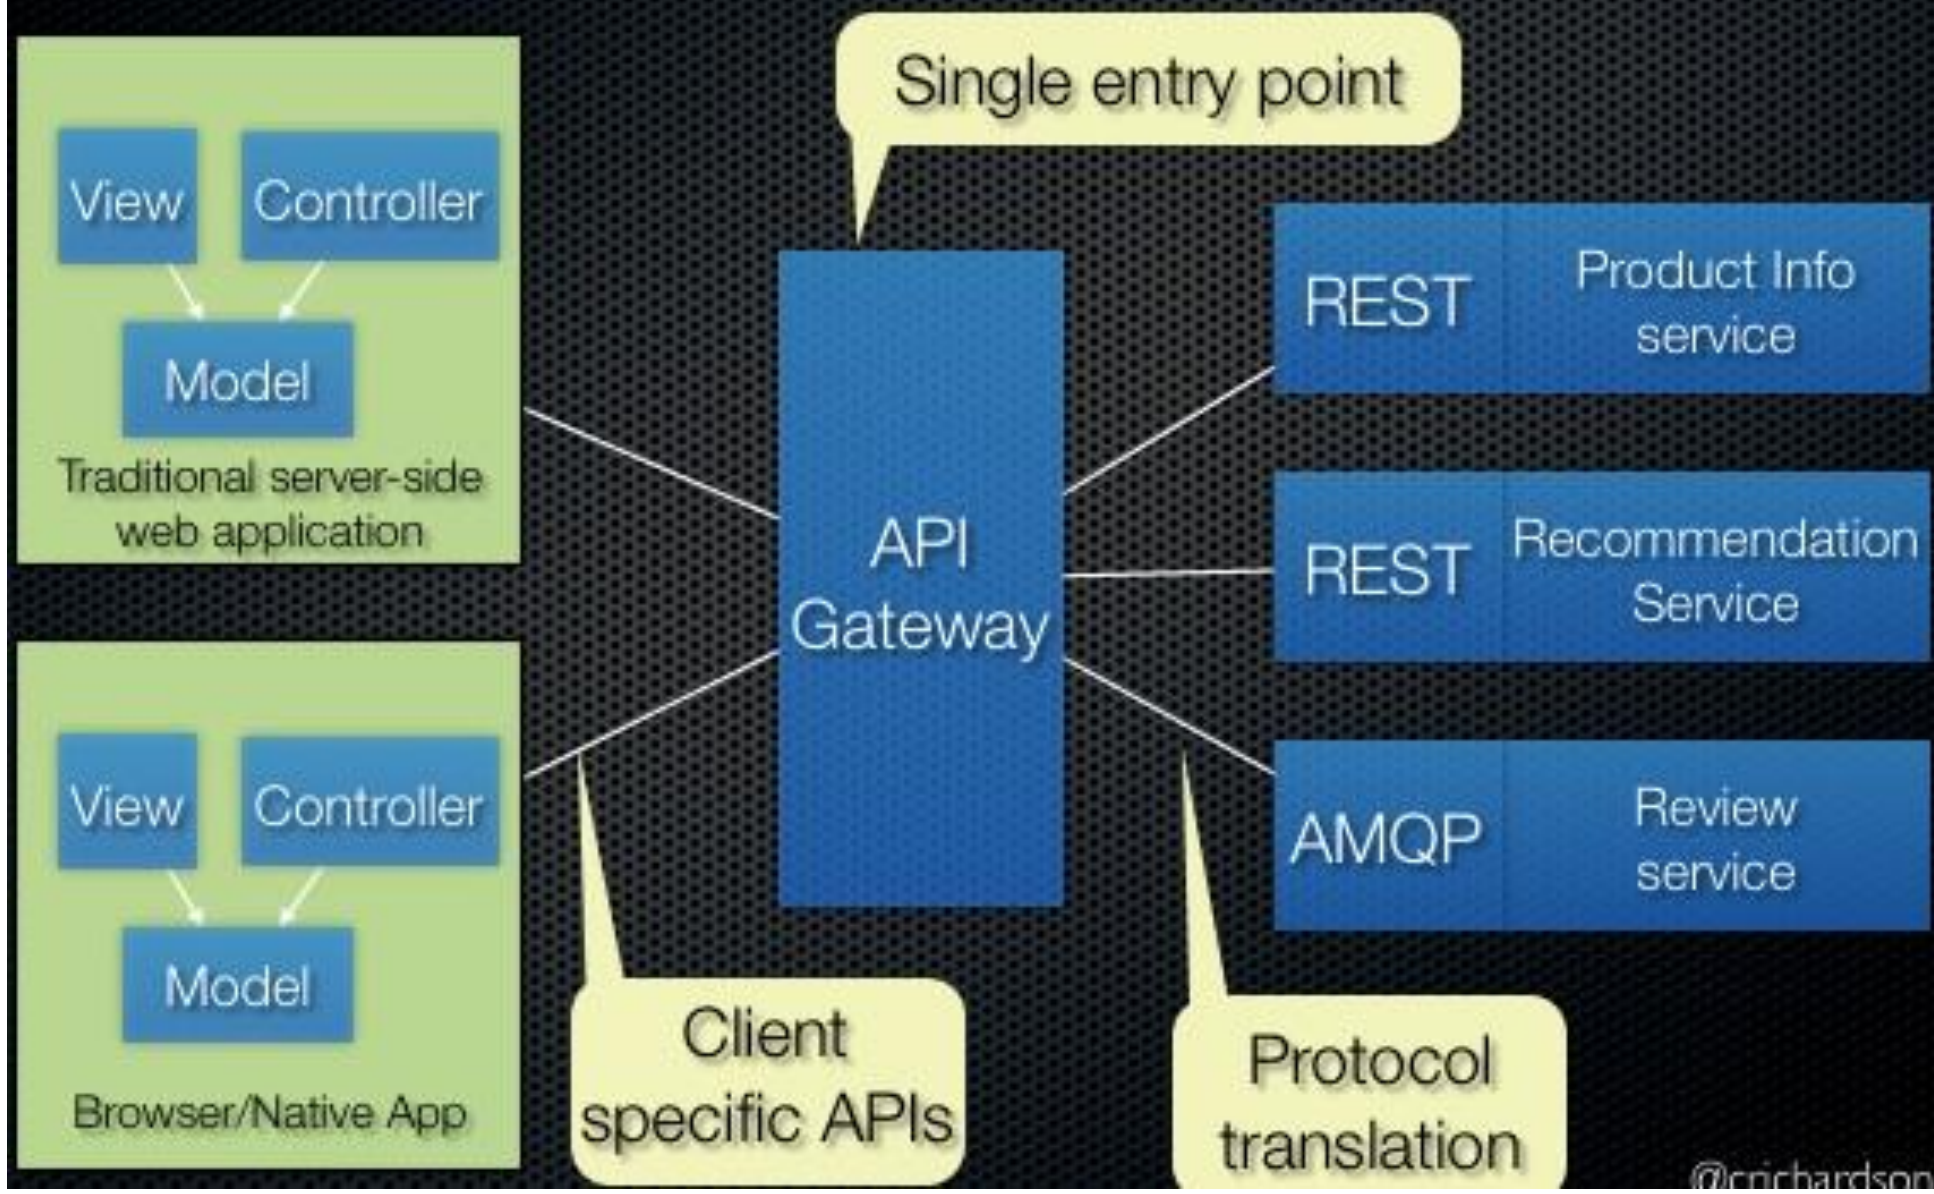 Single entry point
View
Controller
Model
Traditional server-side
web application
View
Controller
Model
Browser/Native App
API
Gateway
REST
Product Info
service
REST
Recommendation
Service
AMQP
Review
service
Client
specific APIs
Protocol
translation
@crichardson